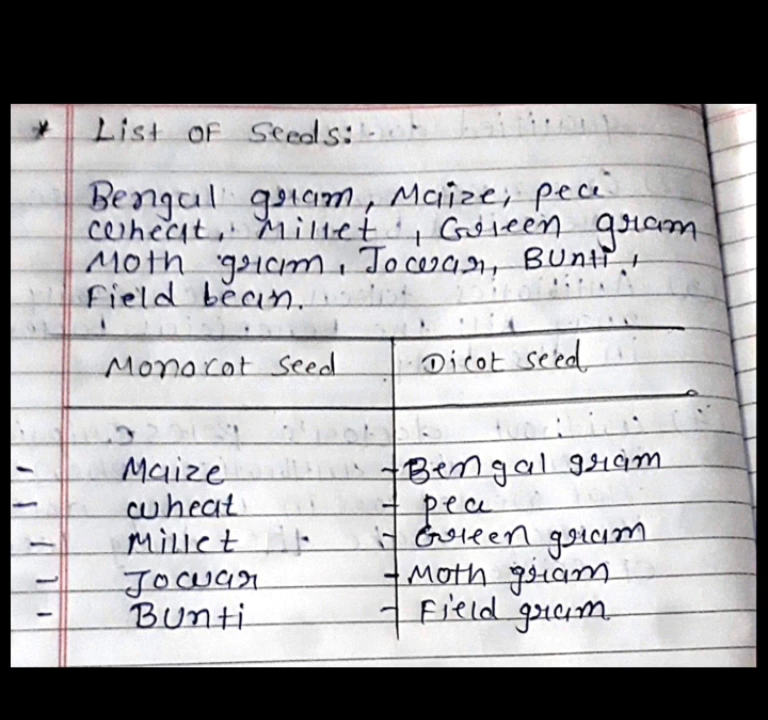 * List OF Seeds:
Bengal gram, Maize, pea
wheat, Millet, Green gram
Moth gram, Jowar, BUnti,
Field bean.
Monocot seed Dicot seed
- Maize - Bengal gram
- wheat - pea
- Millet - Green gram
- Jowar - Moth gram
- BUnti - Field gram